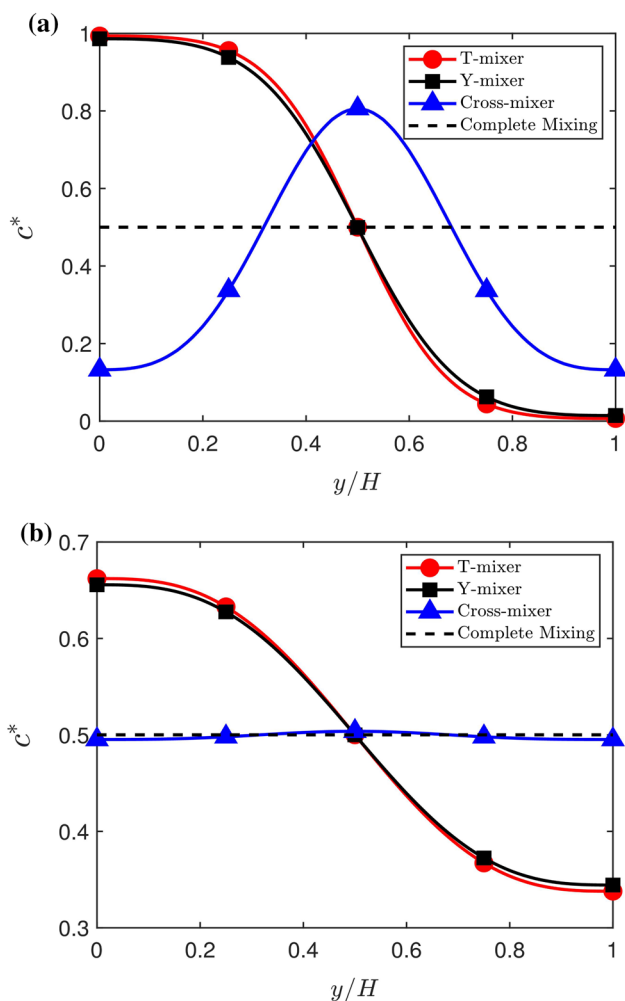 (a)
1
0.8
0.6
0.4
0.2
0
c*
T-mixer
Y-mixer
Cross-mixer
Complete Mixing
0 0.2 0.4 0.6 0.8 1
y/H
(b)
0.7
0.6
0.5
0.4
0.3
c*
T-mixer
Y-mixer
Cross-mixer
Complete Mixing
0 0.2 0.4 0.6 0.8 1
y/H